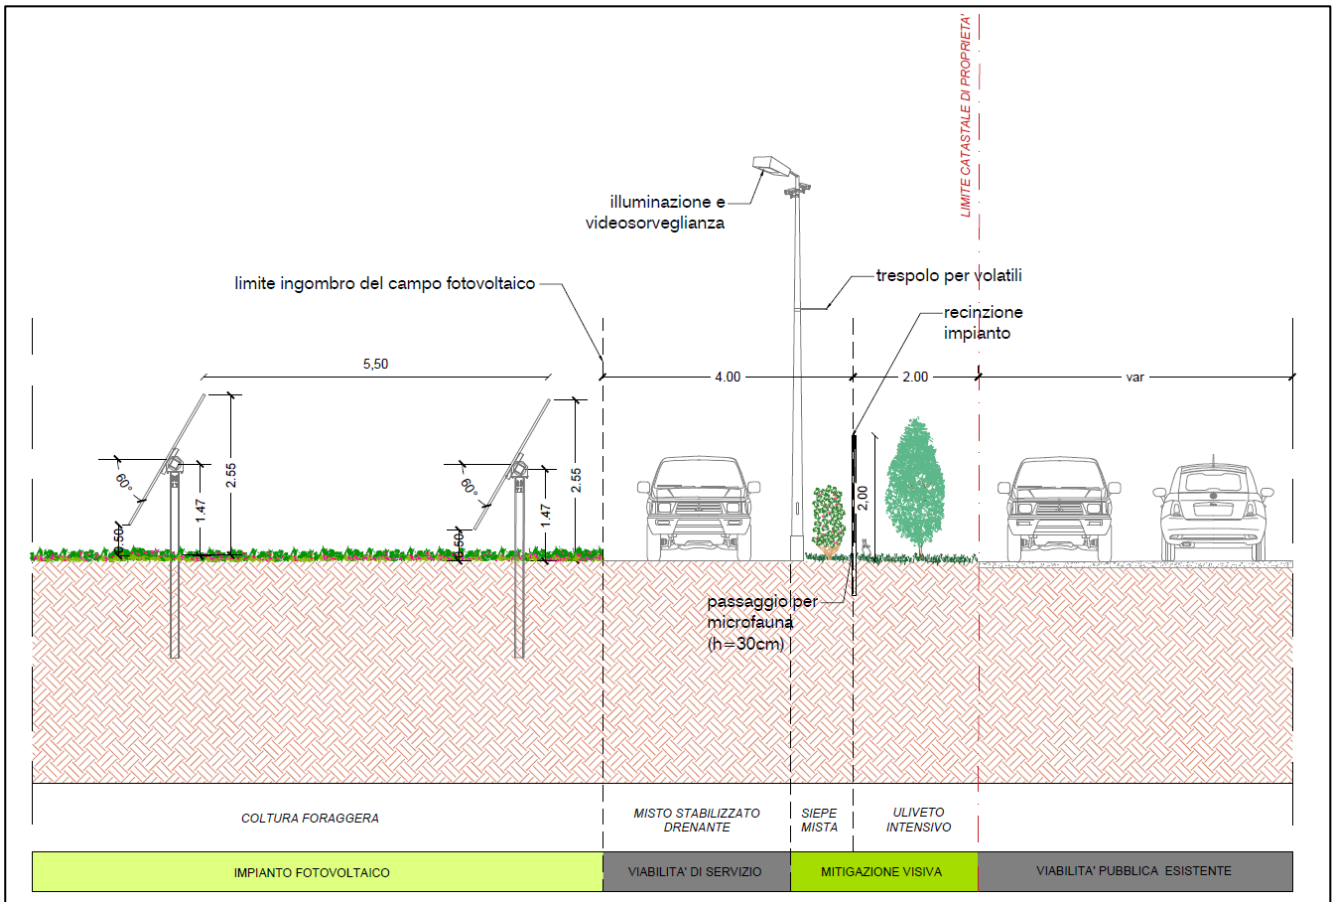 LIMITE CATASTALE DI PROPRIETA'
illuminazione e
videosorveglianza
limite ingombro del campo fotovoltaico
trespolo per volatili
recinzione
impianto
5,50
4.00
2.00
var
60°
0.50
1.47
2.55
60°
0.50
1.47
2.55
2,00
passaggio per
microfauna
(h=30cm)
COLTURA FORAGGERA
MISTO STABILIZZATO
DRENANTE
SIEPE
MISTA
ULIVETO
INTENSIVO
IMPIANTO FOTOVOLTAICO
VIABILITA' DI SERVIZIO
MITIGAZIONE VISIVA
VIABILITA' PUBBLICA ESISTENTE